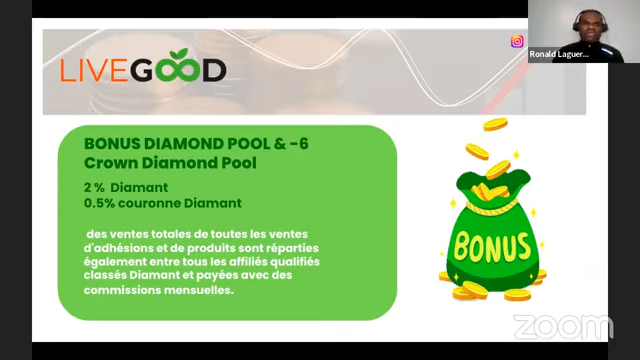 Ronald Laguer...
LIVEGOOD
BONUS DIAMOND POOL & -6
Crown Diamond Pool
2 % Diamant
0.5% couronne Diamant
des ventes totales de toutes les ventes
d'adhésions et de produits sont réparties
également entre tous les affiliés qualifiés
classés Diamant et payées avec des
commissions mensuelles.
BONUS
zoom